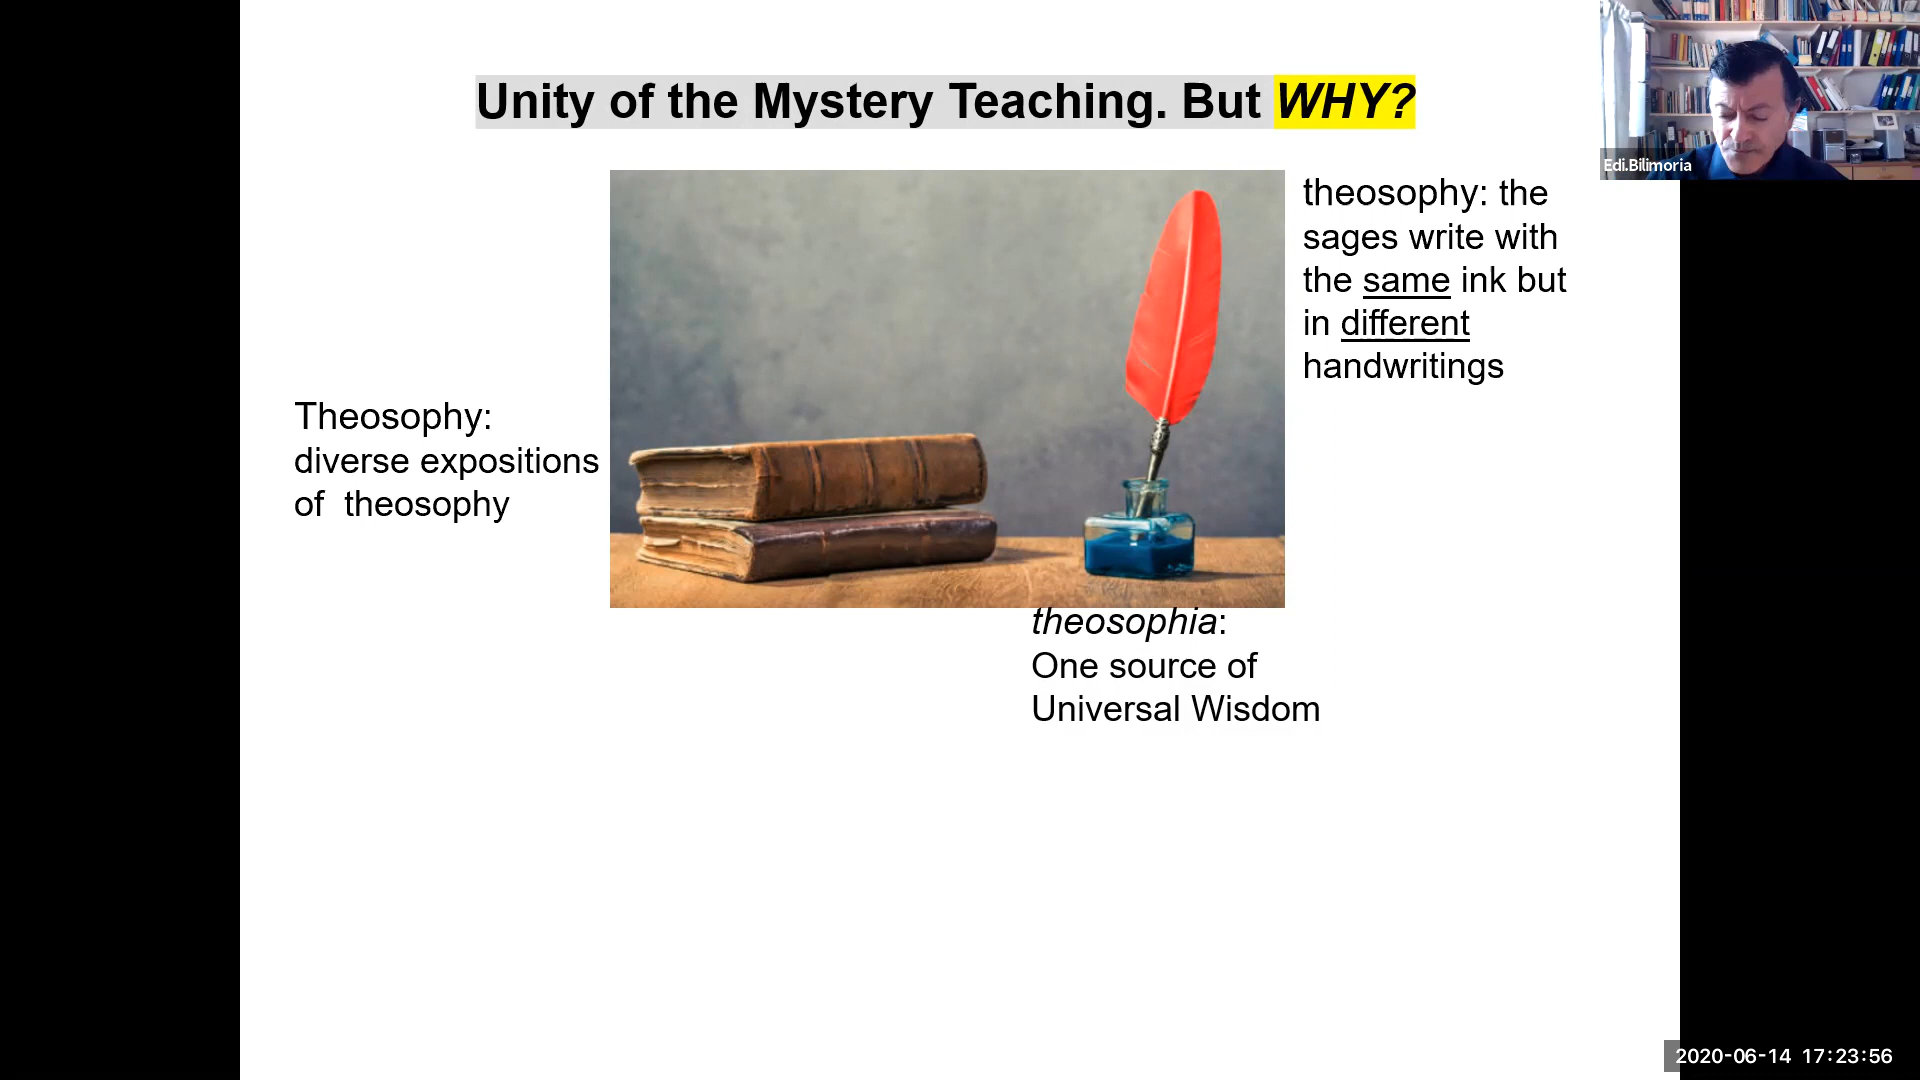 Unity of the Mystery Teaching. But WHY?
Edi.Bilimoria
theosophy: the
sages write with
the same ink but
in different
handwritings
Theosophy:
diverse expositions
of theosophy
theosophia:
One source of
Universal Wisdom
2020-06-14 17:23:56